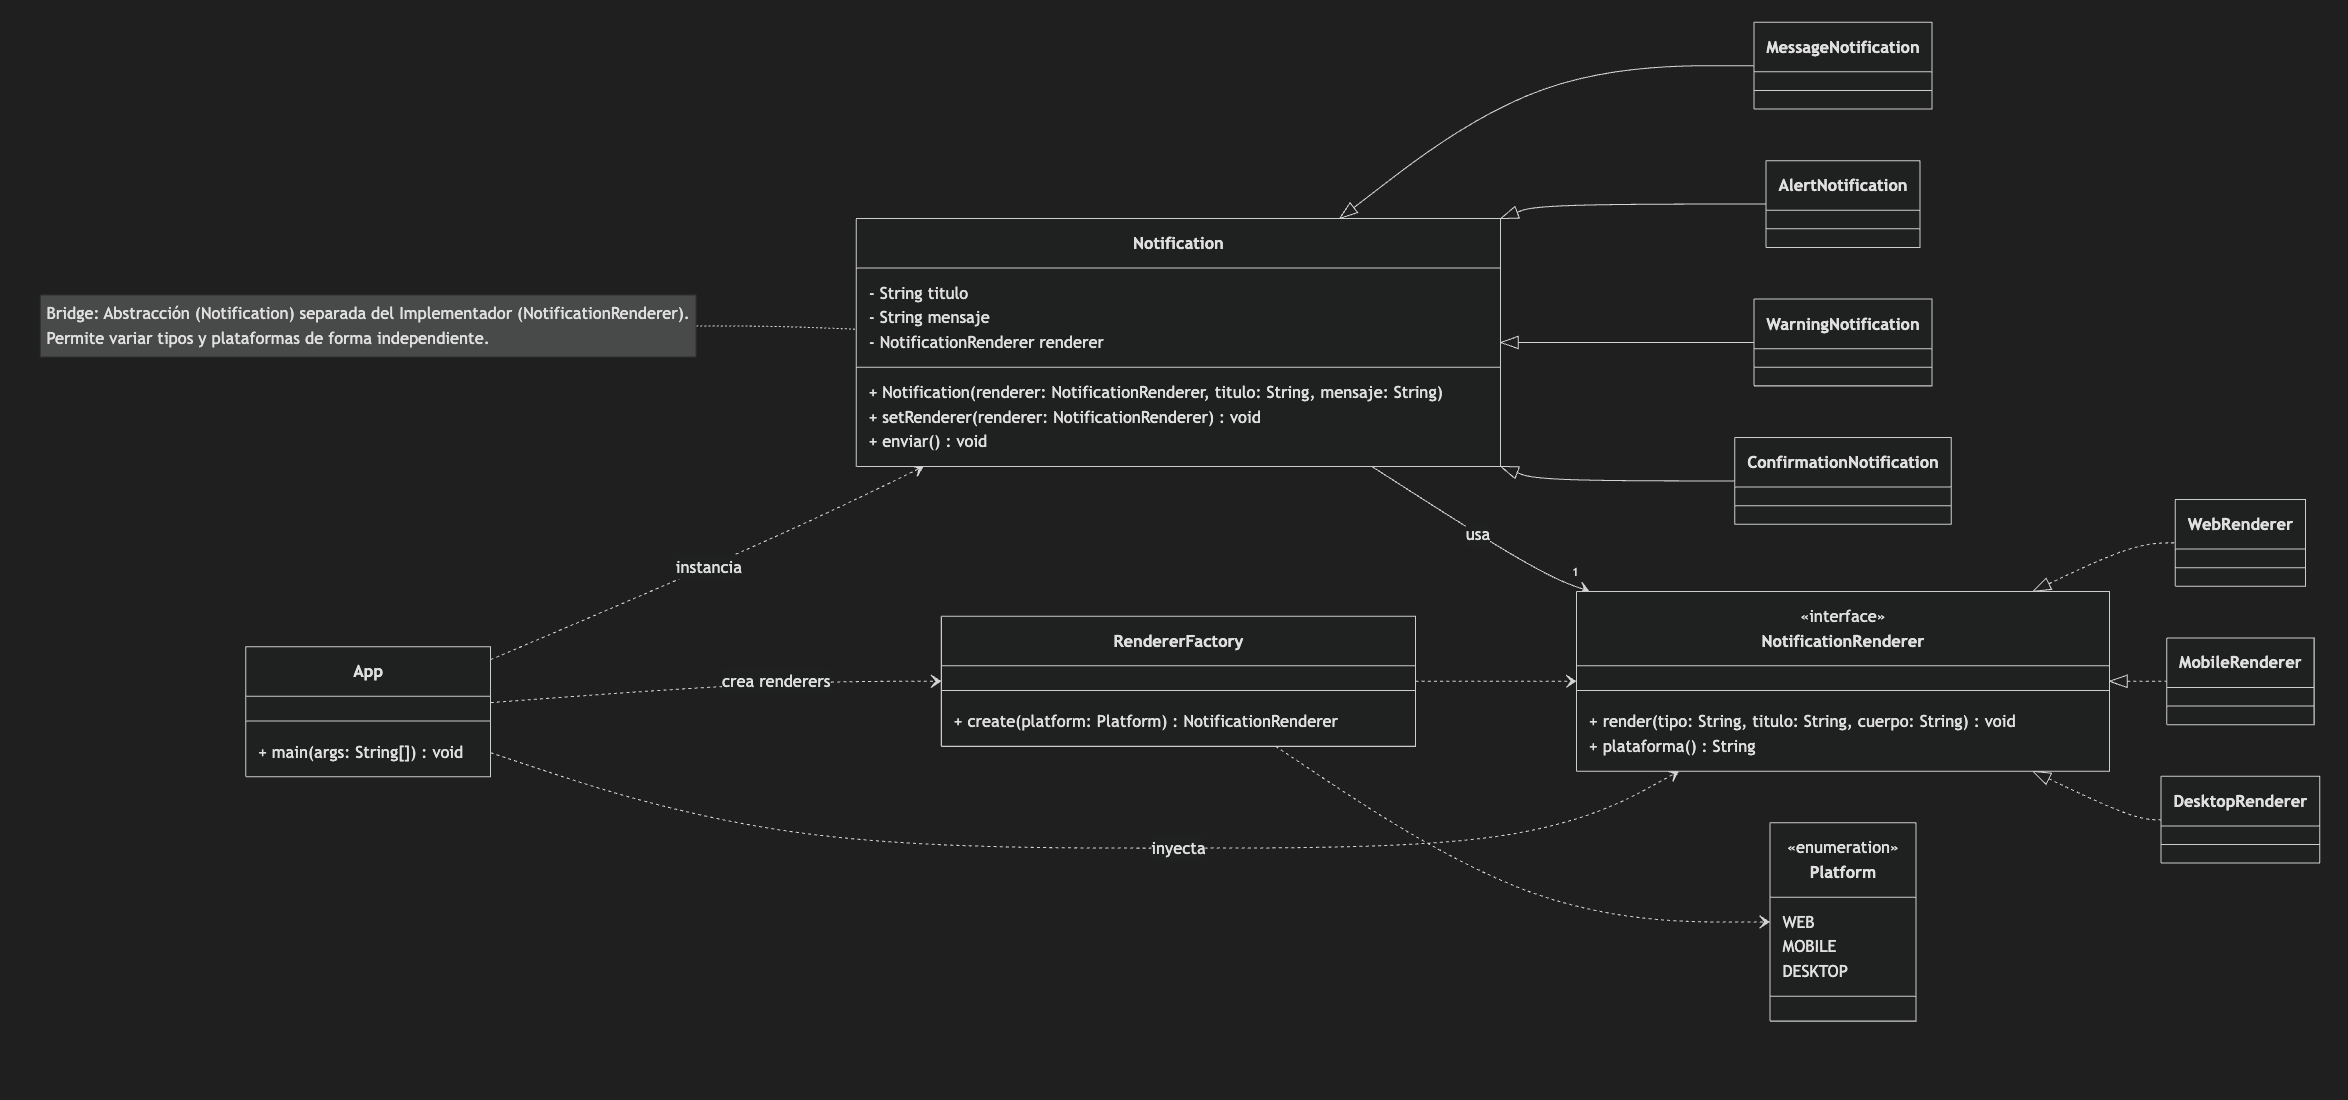 MessageNotification
AlertNotification
Notification
- String titulo
- String mensaje
- NotificationRenderer renderer
+ Notification(renderer: NotificationRenderer, titulo: String, mensaje: String)
+ setRenderer(renderer: NotificationRenderer) : void
+ enviar() : void
Bridge: Abstracción (Notification) separada del Implementador (NotificationRenderer).
Permite variar tipos y plataformas de forma independiente.
WarningNotification
ConfirmationNotification
usa
1
instancia
WebRenderer
App
+ main(args: String[]) : void
crea renderers
RendererFactory
+ create(platform: Platform) : NotificationRenderer
«interface»
NotificationRenderer
+ render(tipo: String, titulo: String, cuerpo: String) : void
+ plataforma() : String
MobileRenderer
DesktopRenderer
inyecta
«enumeration»
Platform
WEB
MOBILE
DESKTOP